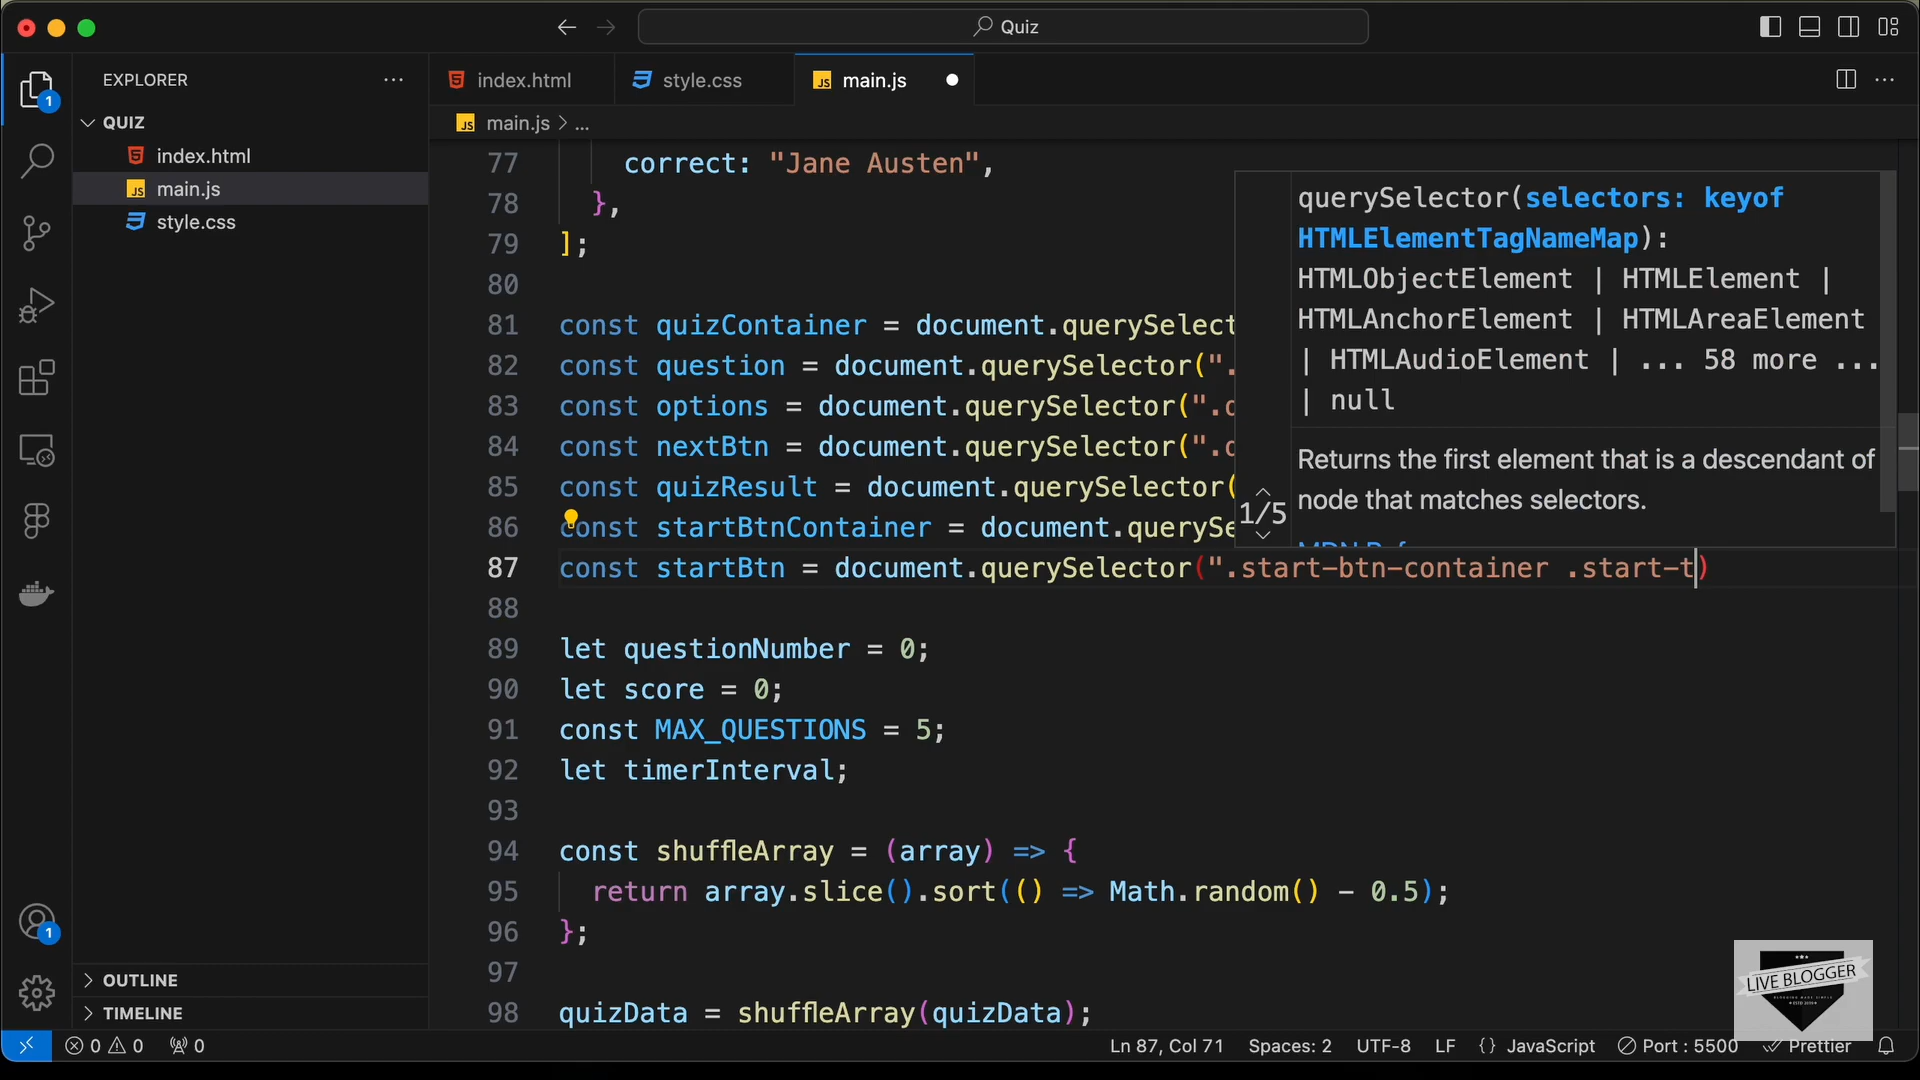 Quiz
EXPLORER
QUIZ
index.html
main.js
style.css
OUTLINE
TIMELINE
1
1
index.html
style.css
main.js
main.js > ...
77 correct: "Jane Austen",
78 },
79 ];
80
81 const quizContainer = document.querySelect
82 const question = document.querySelector(".
83 const options = document.querySelector(".
84 const nextBtn = document.querySelector(".
85 const quizResult = document.querySelector(
86 const startBtnContainer = document.querySe
87 const startBtn = document.querySelector(".start-btn-container .start-t)
88
89 let questionNumber = 0;
90 let score = 0;
91 const MAX_QUESTIONS = 5;
92 let timerInterval;
93
94 const shuffleArray = (array) => {
95 return array.slice().sort(() => Math.random() - 0.5);
96 };
97
98 quizData = shuffleArray(quizData);
querySelector(selectors: keyof
HTMLElementTagNameMap):
HTMLObjectElement | HTMLElement |
HTMLAnchorElement | HTMLAreaElement
| HTMLAudioElement | ... 58 more ...
| null
1/5
Returns the first element that is a descendant of
node that matches selectors.
LIVE BLOGGER
0 0 0
Ln 87, Col 71 Spaces: 2 UTF-8 LF {} JavaScript Port : 5500 Prettier